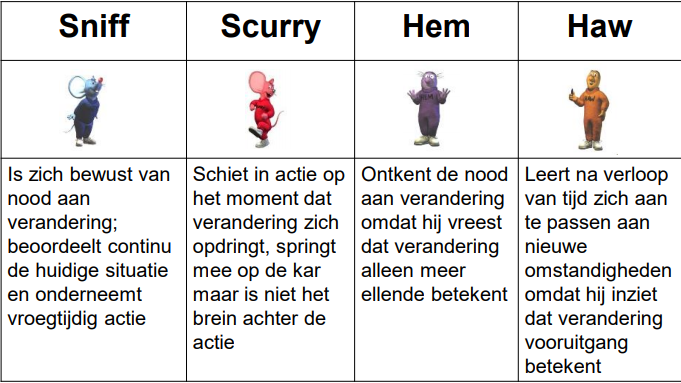 Sniff
Scurry
Hem
Haw
Is zich bewust van
nood aan
verandering;
beoordeelt continu
de huidige situatie
en onderneemt
vroegtijdig actie
Schiet in actie op
het moment dat
verandering zich
opdringt, springt
mee op de kar
maar is niet het
brein achter de
actie
Ontkent de nood
aan verandering
omdat hij vreest
dat verandering
alleen meer
ellende betekent
Leert na verloop
van tijd zich aan
te passen aan
nieuwe
omstandigheden
omdat hij inziet
dat verandering
vooruitgang
betekent